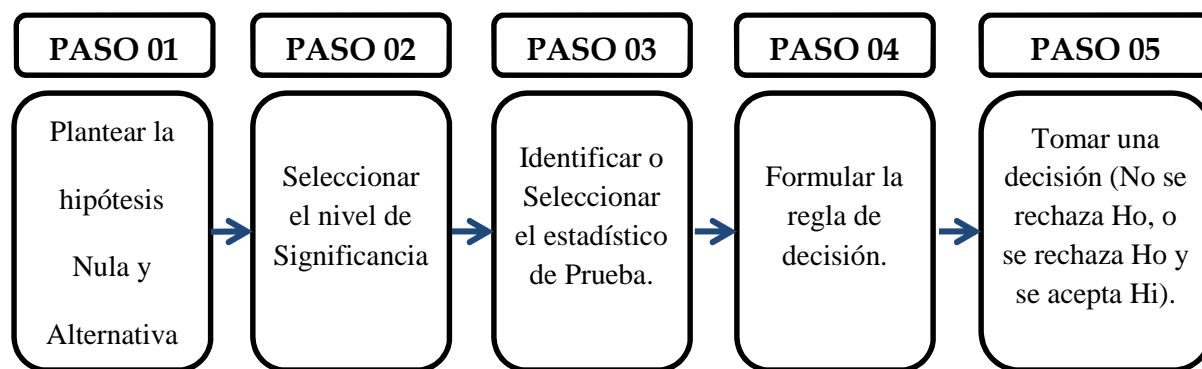 PASO 01
Plantear la
hipótesis
Nula y
Alternativa
PASO 02
Seleccionar
el nivel de
Significancia
PASO 03
Identificar o
Seleccionar
el estadístico
de Prueba.
PASO 04
Formular la
regla de
decisión.
PASO 05
Tomar una
decisión (No se
rechaza Ho, o
se rechaza Ho y
se acepta Hi).